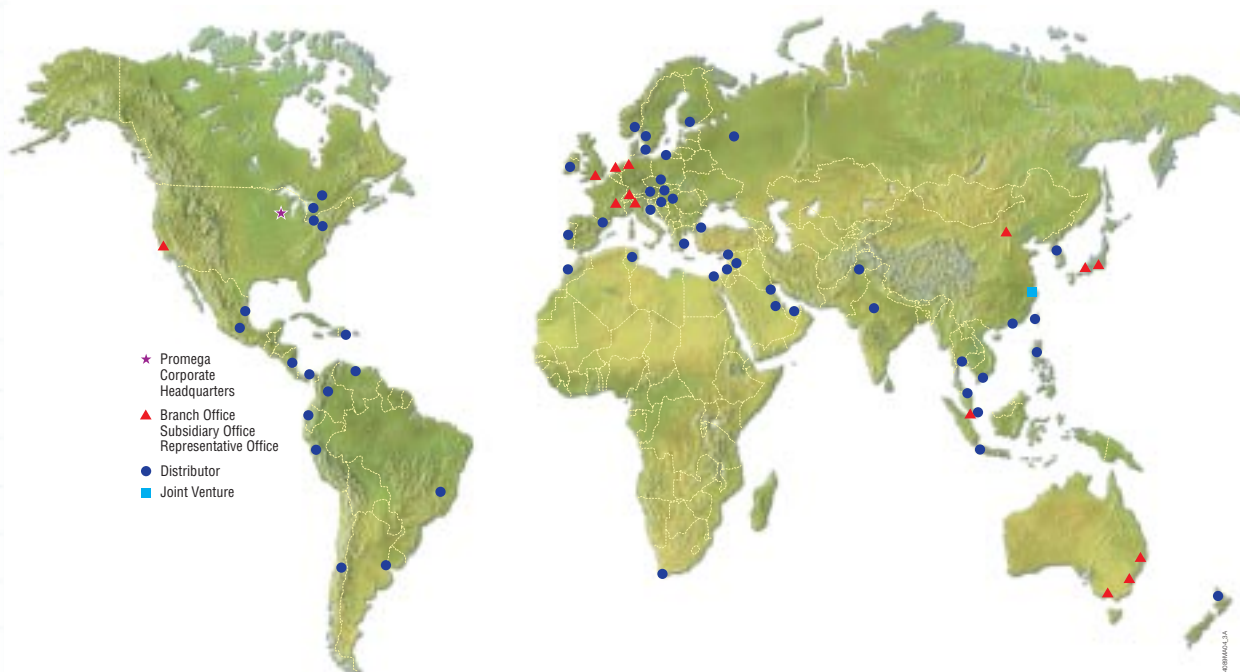 Promega
Corporate
Headquarters
Branch Office
Subsidiary Office
Representative Office
Distributor
Joint Venture